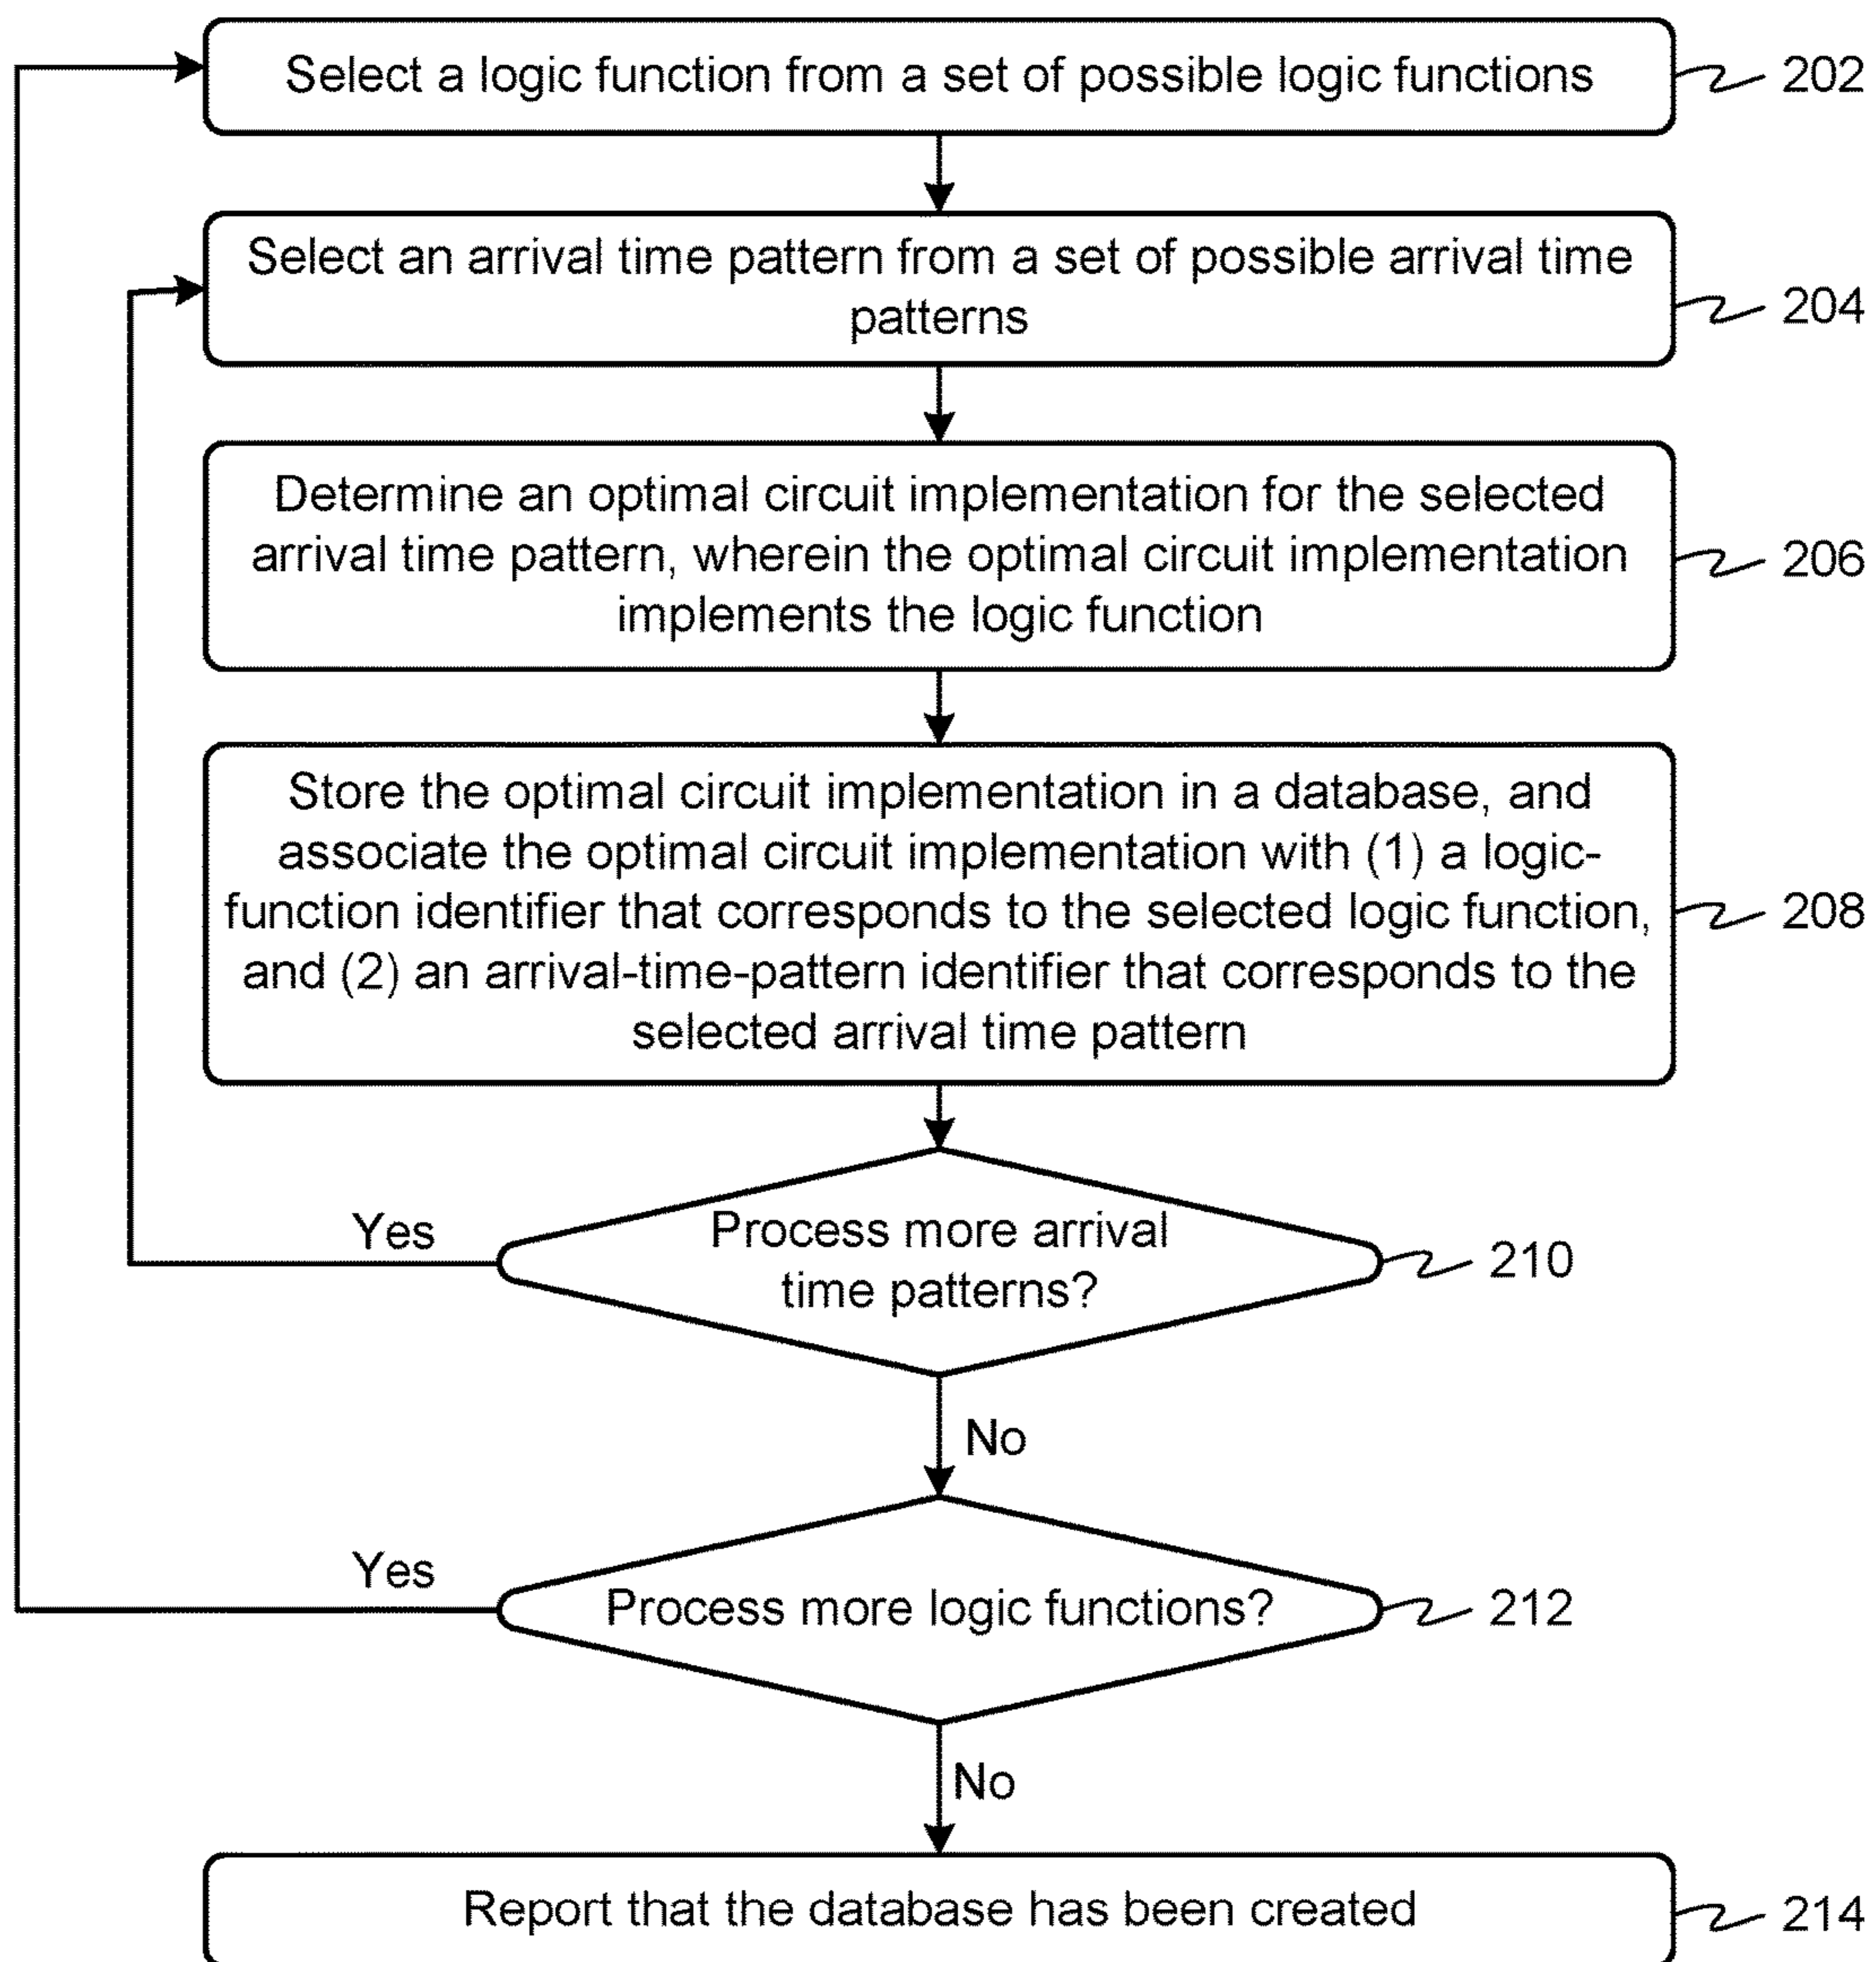 Select a logic function from a set of possible logic functions
202
Select an arrival time pattern from a set of possible arrival time
patterns
204
Determine an optimal circuit implementation for the selected
arrival time pattern, wherein the optimal circuit implementation
implements the logic function
206
Store the optimal circuit implementation in a database, and
associate the optimal circuit implementation with (1) a logic-
function identifier that corresponds to the selected logic function,
and (2) an arrival-time-pattern identifier that corresponds to the
selected arrival time pattern
208
Yes
Process more arrival
time patterns?
210
No
Yes
Process more logic functions?
212
No
Report that the database has been created
214